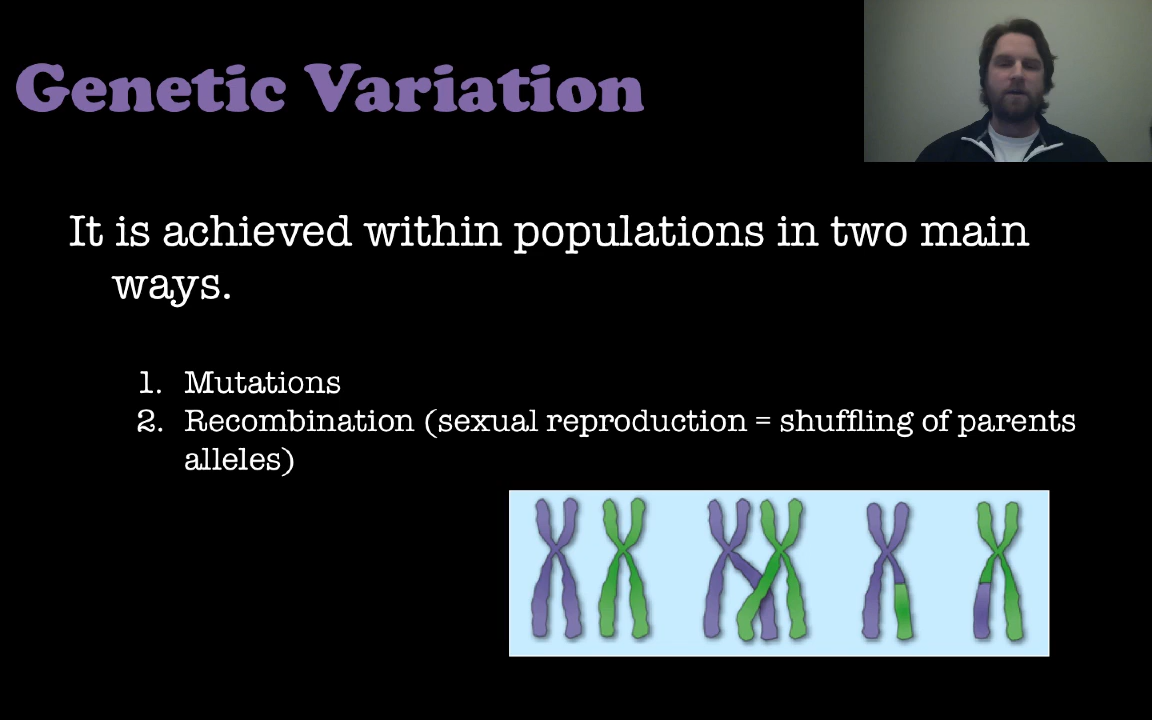 Genetic Variation
It is achieved within populations in two main
ways.
1. Mutations
2. Recombination (sexual reproduction = shuffling of parents
alleles)